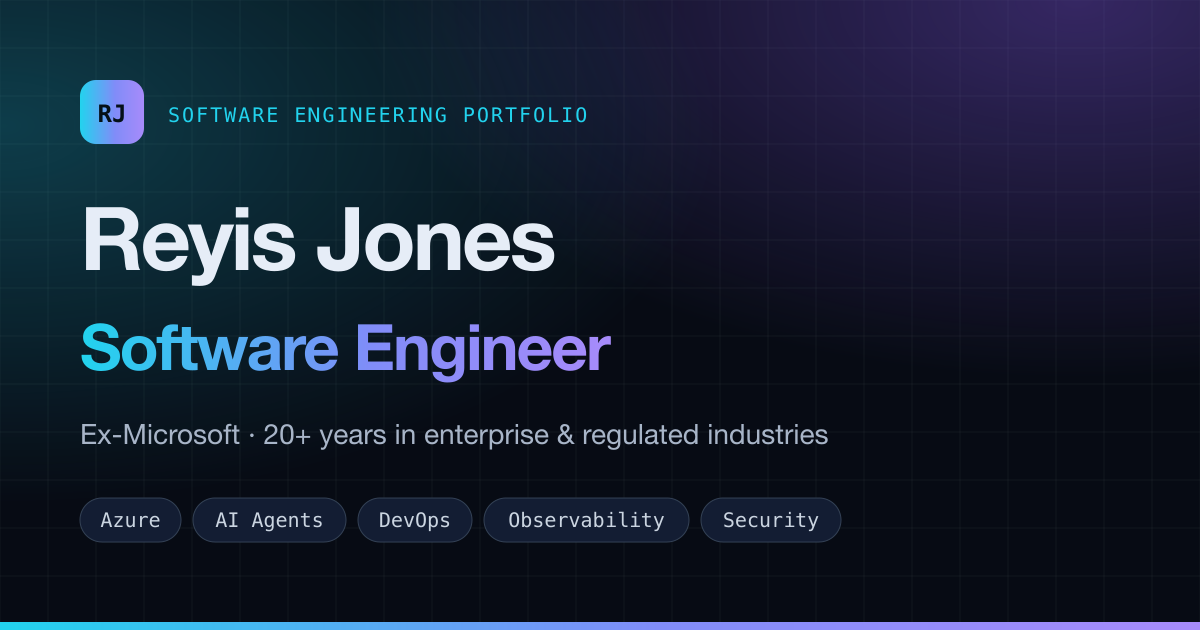 RJ
SOFTWARE ENGINEERING PORTFOLIO
Reyis Jones
Software Engineer
Ex-Microsoft · 20+ years in enterprise & regulated industries
Azure AI Agents DevOps Observability Security